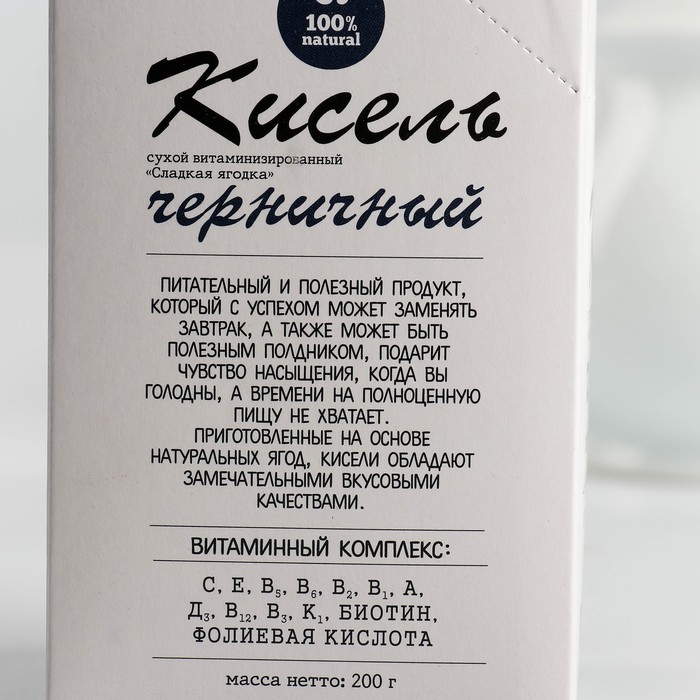 100%
natural
Кисель
сухой витаминизированный
«Сладкая ягодка»
черничный
ПИТАТЕЛЬНЫЙ И ПОЛЕЗНЫЙ ПРОДУКТ,
КОТОРЫЙ С УСПЕХОМ МОЖЕТ ЗАМЕНЯТЬ
ЗАВТРАК, А ТАКЖЕ МОЖЕТ БЫТЬ
ПОЛЕЗНЫМ ПОЛДНИКОМ, ПОДАРИТ
ЧУВСТВО НАСЫЩЕНИЯ, КОГДА ВЫ
ГОЛОДНЫ, А ВРЕМЕНИ НА ПОЛНОЦЕННУЮ
ПИЩУ НЕ ХВАТАЕТ.
ПРИГОТОВЛЕННЫЕ НА ОСНОВЕ
НАТУРАЛЬНЫХ ЯГОД, КИСЕЛИ ОБЛАДАЮТ
ЗАМЕЧАТЕЛЬНЫМИ ВКУСОВЫМИ
КАЧЕСТВАМИ.
ВИТАМИННЫЙ КОМПЛЕКС:
С, Е, В₅, В₆, В₂, В₁, А,
Д₃, В₁₂, В₃, К₁, БИОТИН,
ФОЛИЕВАЯ КИСЛОТА
масса нетто: 200 г